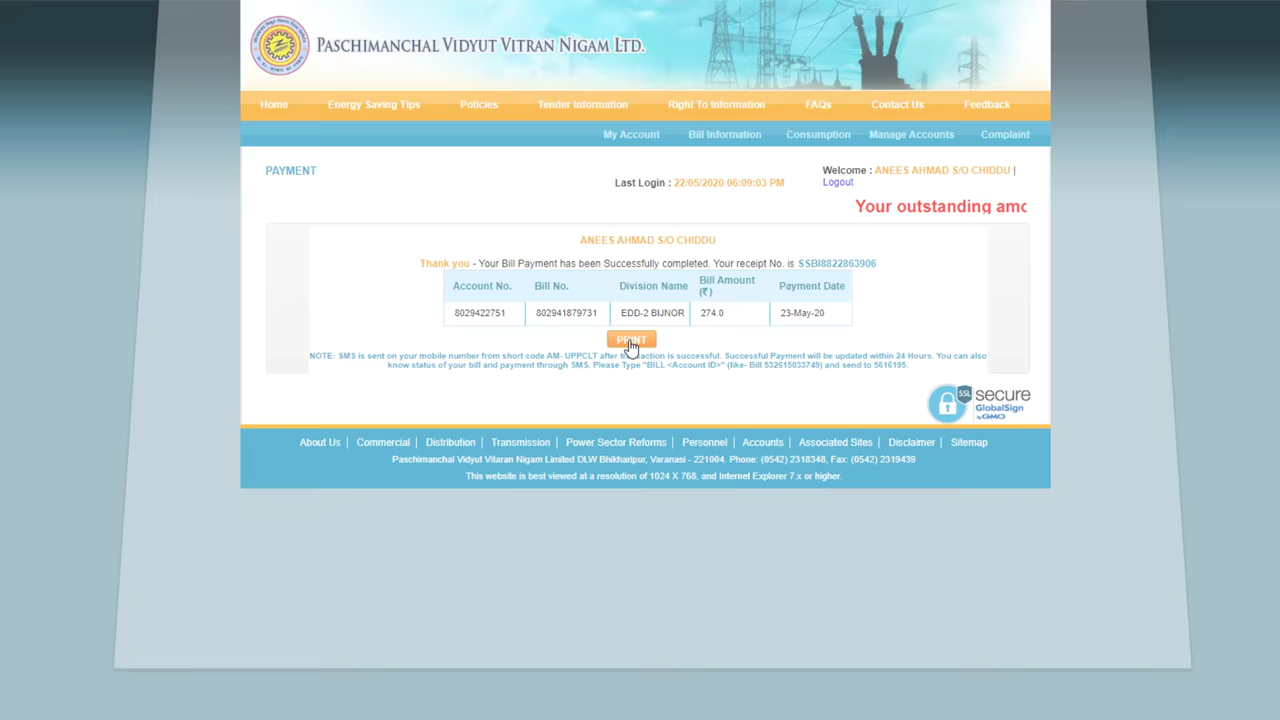 PASCHIMANCHAL VIDYUT VITRAN NIGAM LTD.
Home Energy Saving Tips Policies Tender Information Right To Information FAQs Contact Us Feedback
My Account Bill Information Consumption Manage Accounts Complaint
PAYMENT
Welcome : ANEES AHMAD S/O CHIDDU |
Last Login : 22/05/2020 06:09:03 PM
Logout
Your outstanding amo
ANEES AHMAD S/O CHIDDU
Thank you - Your Bill Payment has been Successfully completed. Your receipt No. is SSBI8822863906
Account No. Bill No. Division Name Bill Amount (₹) Payment Date
8029422751 802941879731 EDD-2 BIJNOR 274.0 23-May-20
PRINT
NOTE: SMS is sent on your mobile number from short code AM- UPPCLT after transaction is successful. Successful Payment will be updated within 24 Hours. You can also
know status of your bill and payment through SMS. Please Type "BILL <Account ID>" (like- Bill 532615033749) and send to 5616195.
SSL secure
GlobalSign
by GMO
About Us | Commercial | Distribution | Transmission | Power Sector Reforms | Personnel | Accounts | Associated Sites | Disclaimer | Sitemap
Paschimanchal Vidyut Vitaran Nigam Limited DLW Bhikharipur, Varanasi - 221004. Phone: (0542) 2318348, Fax: (0542) 2319439
This website is best viewed at a resolution of 1024 X 768, and Internet Explorer 7.x or higher.